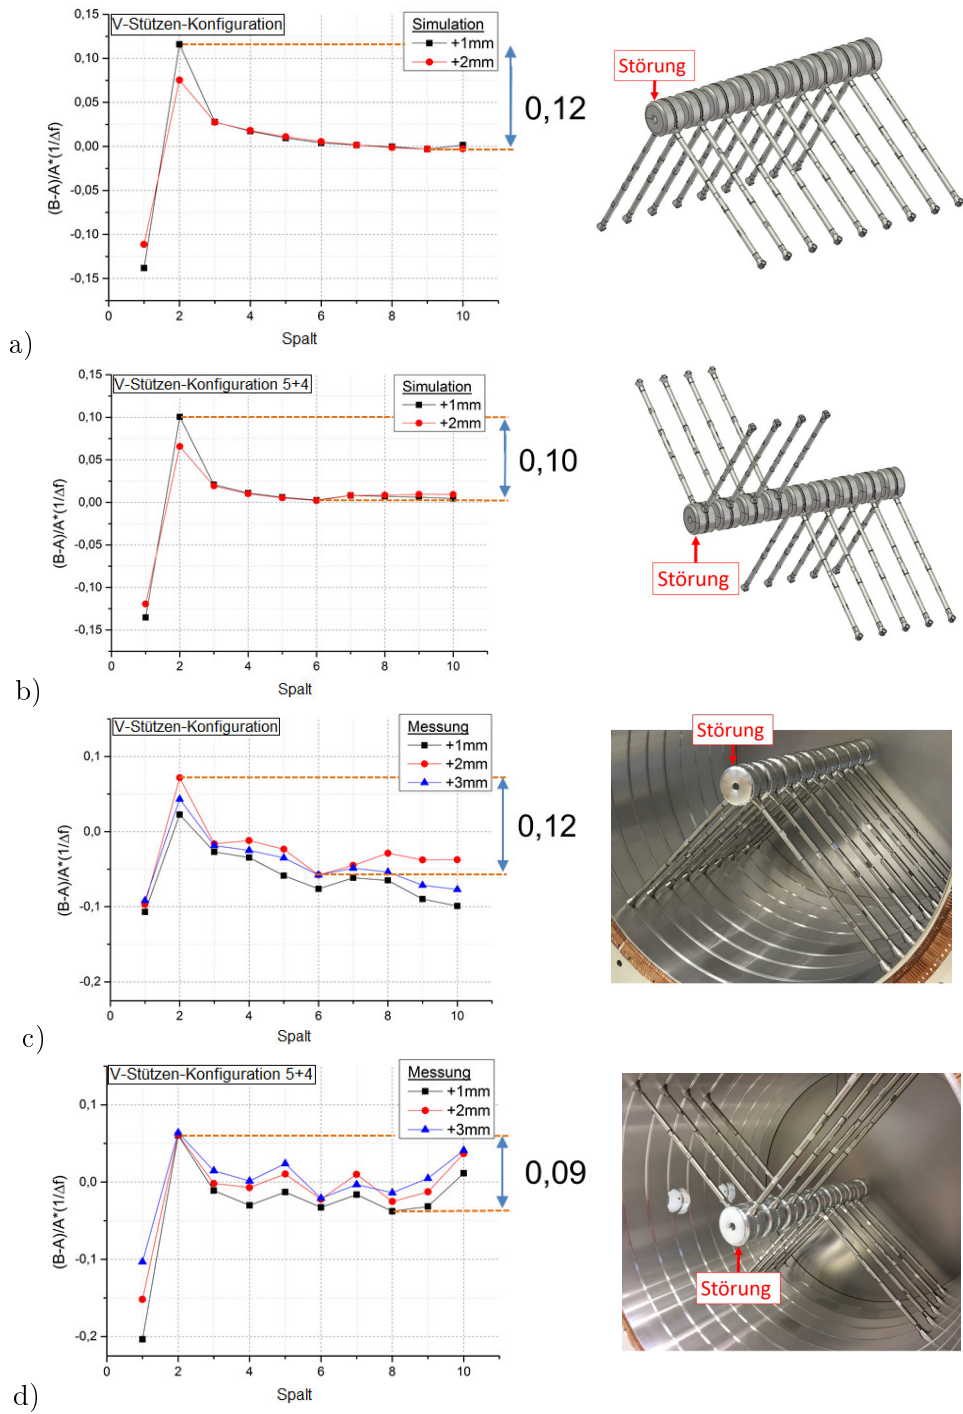 V-Stützen-Konfiguration
Simulation
+1mm
+2mm
0,15
0,10
0,05
0,00
-0,05
-0,10
-0,15
(B-A)/A*(1/Δf)
0 2 4 6 8 10
Spalt
0,12
Störung
a)
V-Stützen-Konfiguration 5+4
Simulation
+1mm
+2mm
0,15
0,10
0,05
0,00
-0,05
-0,10
-0,15
(B-A)/A*(1/Δf)
0 2 4 6 8 10
Spalt
0,10
Störung
b)
V-Stützen-Konfiguration
Messung
+1mm
+2mm
+3mm
0,1
0,0
-0,1
-0,2
(B-A)/A*(1/Δf)
0 2 4 6 8 10
Spalt
0,12
Störung
c)
V-Stützen-Konfiguration 5+4
Messung
+1mm
+2mm
+3mm
0,1
0,0
-0,1
-0,2
(B-A)/A*(1/Δf)
0 2 4 6 8 10
Spalt
0,09
Störung
d)